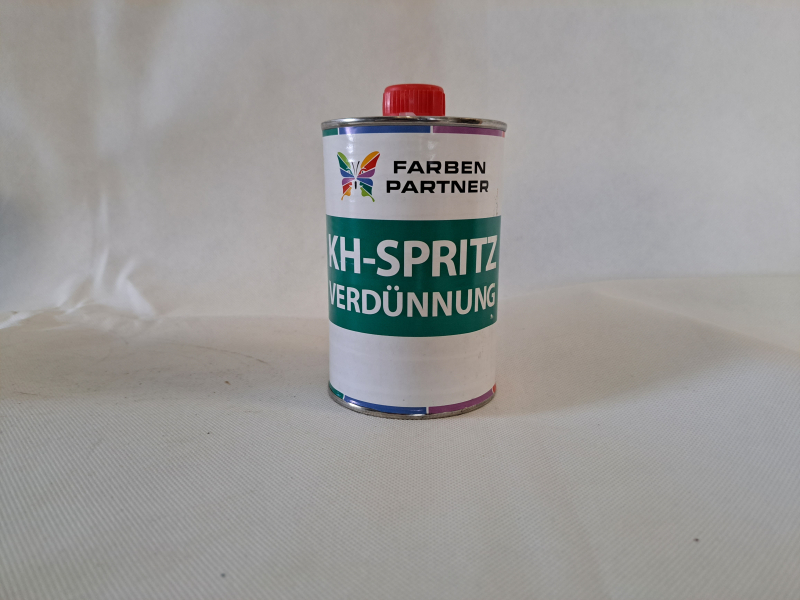 FARBEN
PARTNER
KH-SPRITZ
VERDÜNNUNG